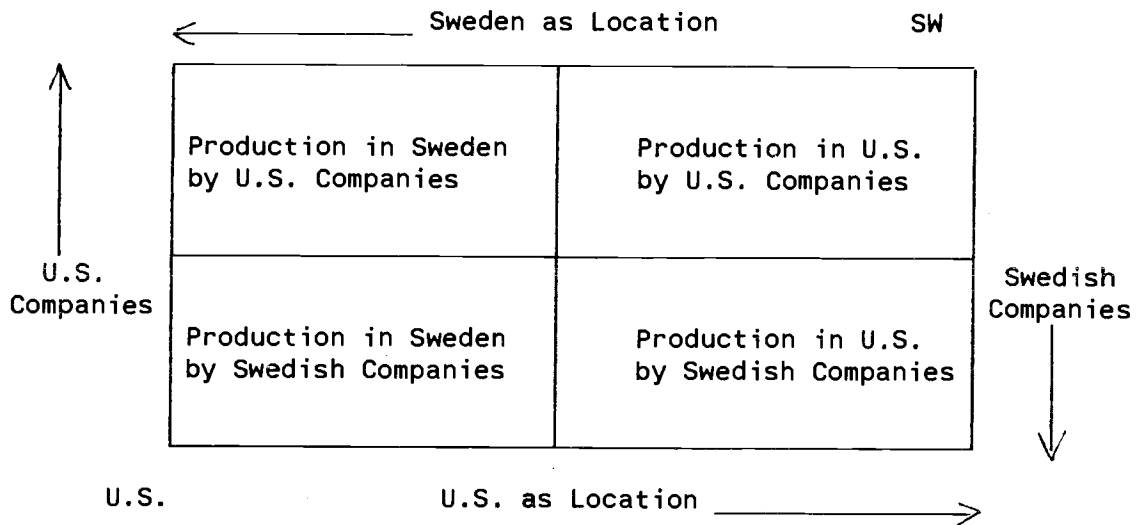 Sweden as Location SW
Production in Sweden
by U.S. Companies
Production in U.S.
by U.S. Companies
U.S.
Companies
Swedish
Companies
Production in Sweden
by Swedish Companies
Production in U.S.
by Swedish Companies
U.S. U.S. as Location